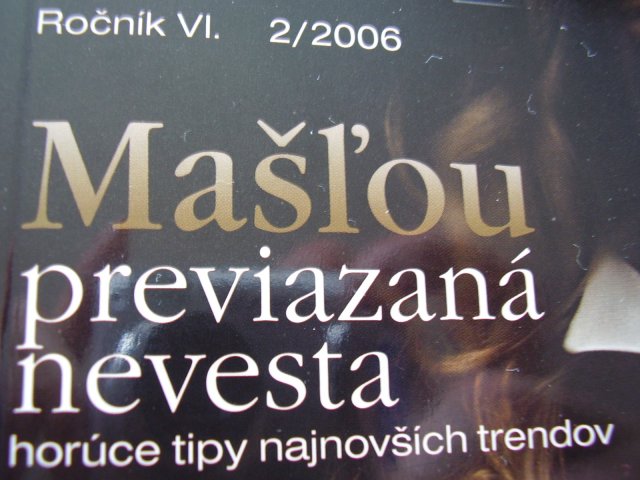 Ročník VI. 2/2006
Mašľou
previazaná
nevesta
horúce tipy najnovších trendov